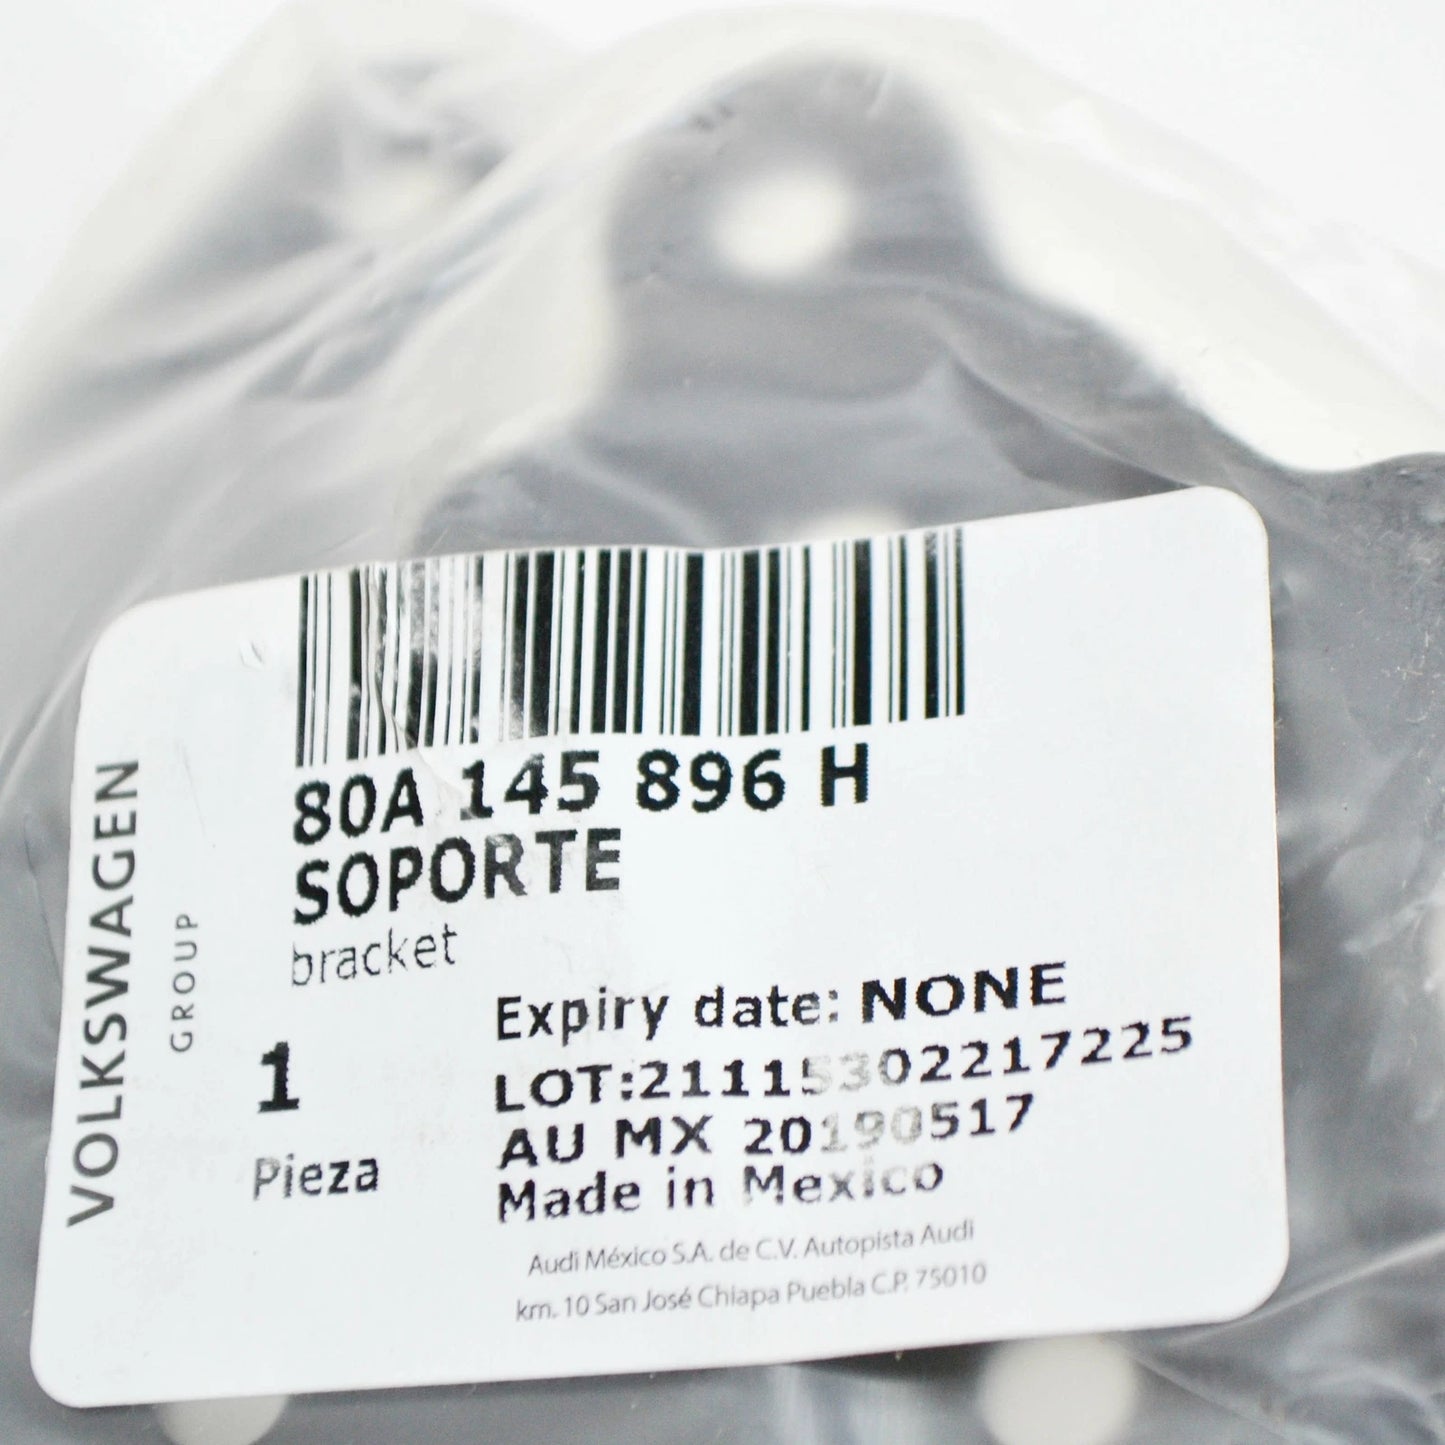 VOLKSWAGEN
GROUP
80A 145 896 H
SOPORTE
bracket
1
Pieza
Expiry date: NONE
LOT:21115302217225
AU MX 20190517
Made in Mexico
Audi México S.A. de C.V. Autopista Audi
km. 10 San José Chiapa Puebla C.P. 75010